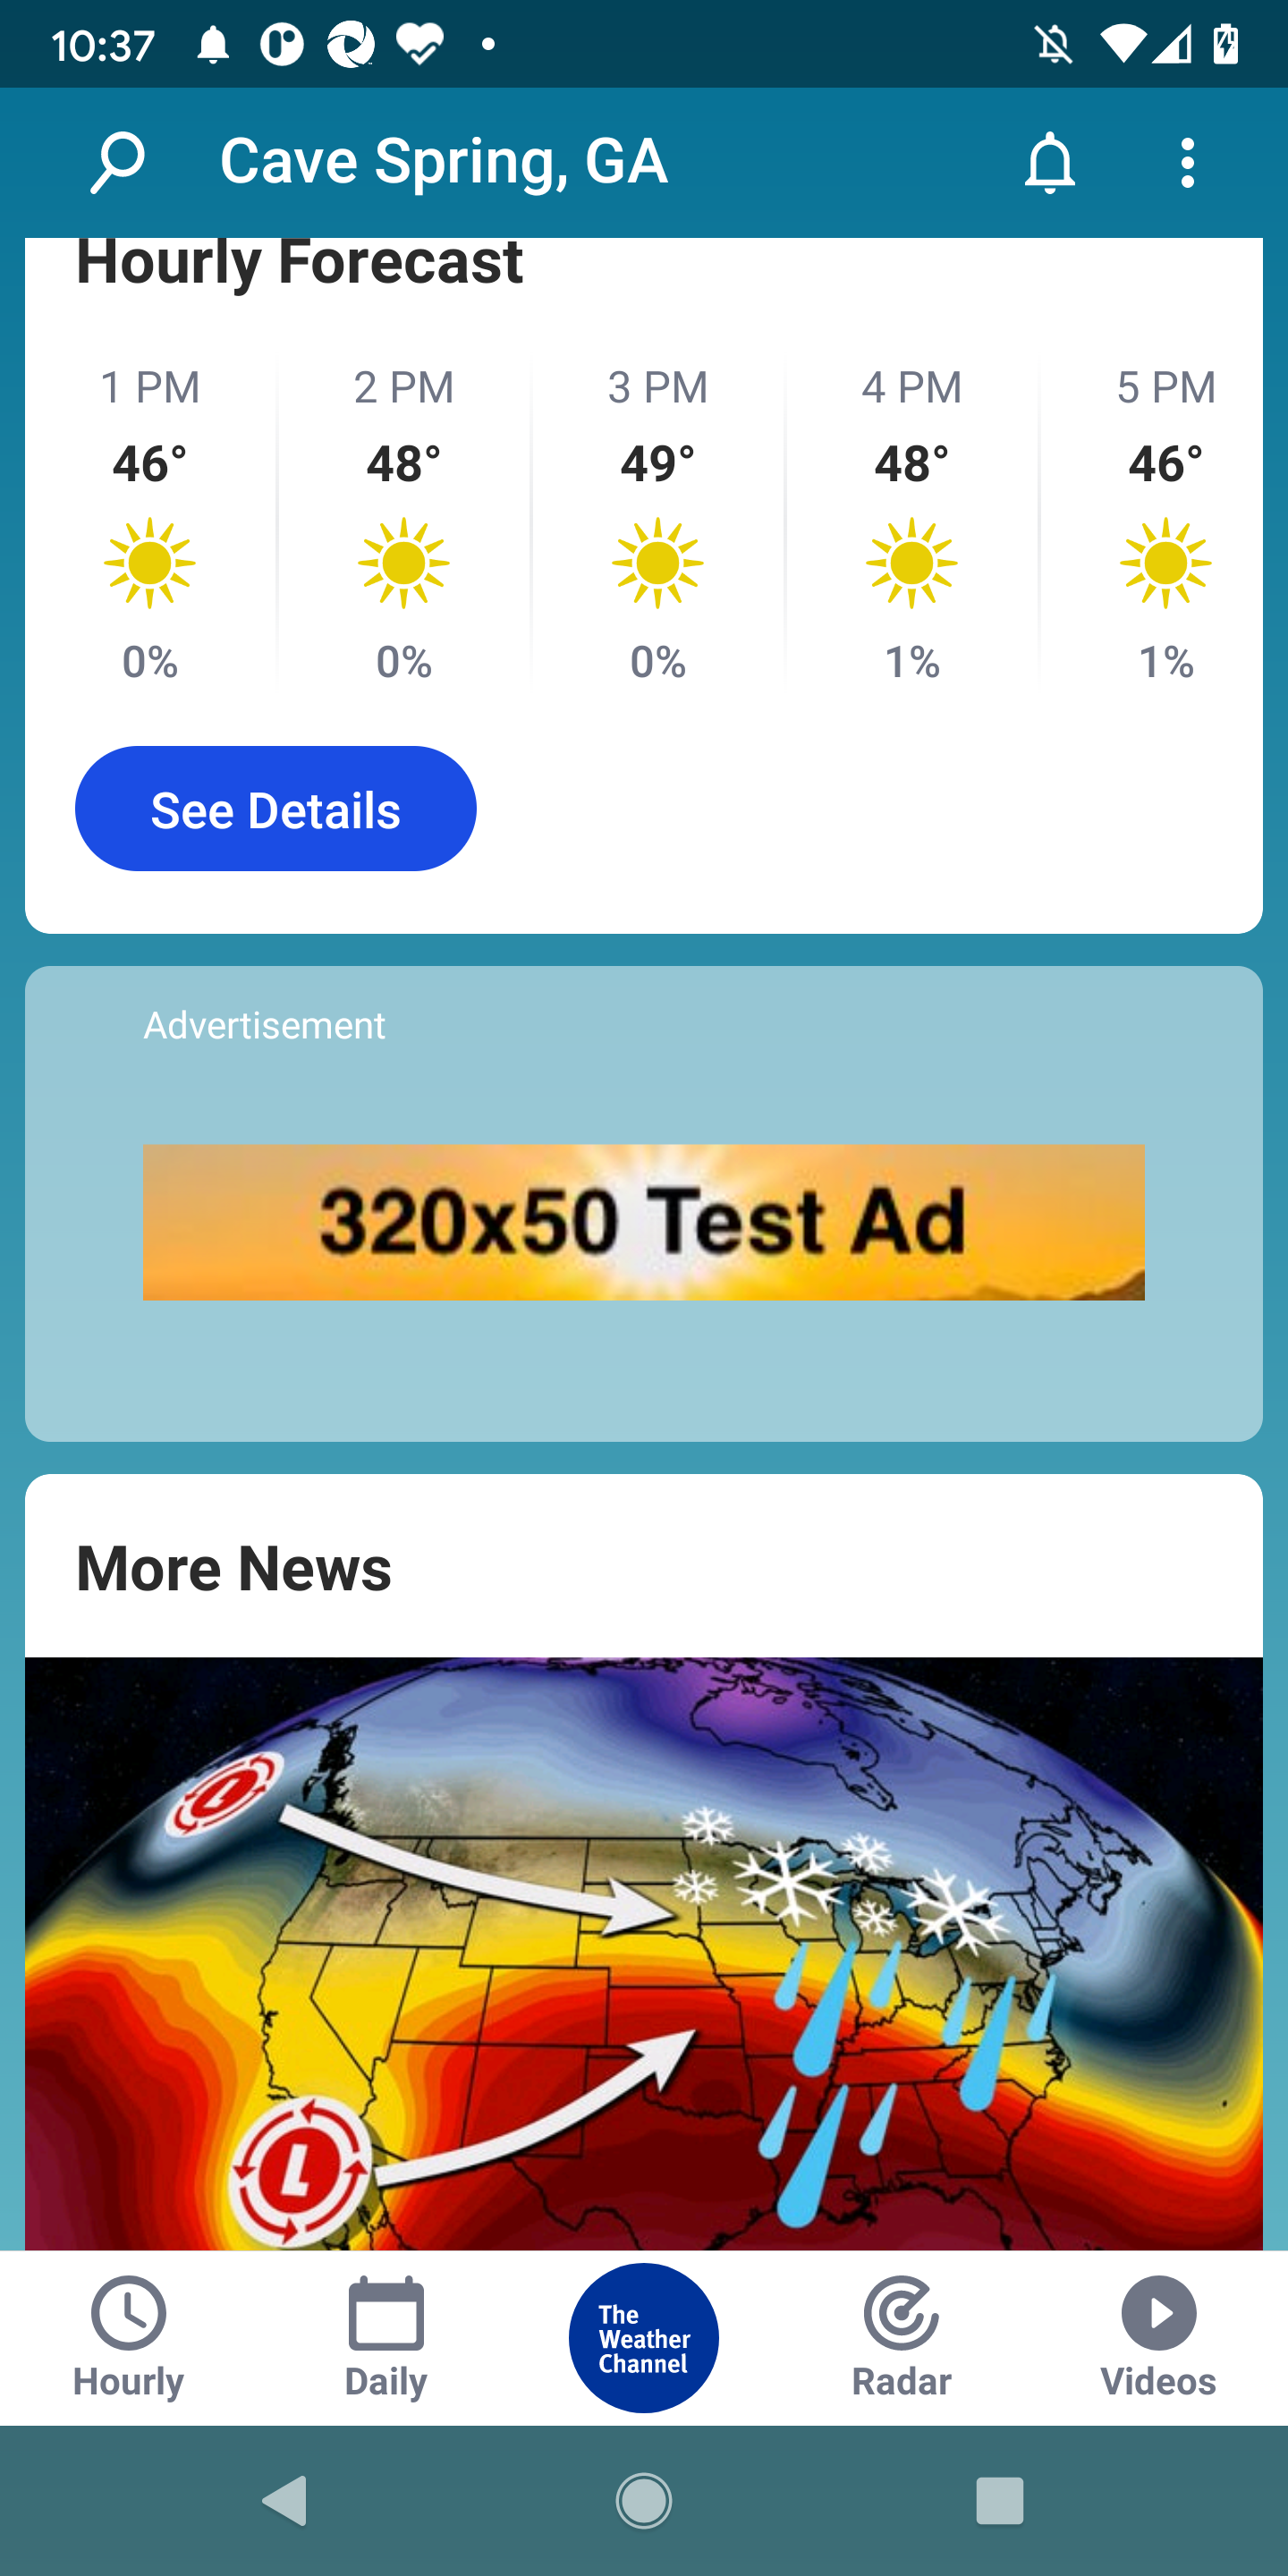 10:37
Cave Spring, GA
Hourly Forecast
1 PM 2 PM 3 PM 4 PM 5 PM
46° 48° 49° 48° 46°
0% 0% 0% 1% 1%
See Details
Advertisement
320x50 Test Ad
More News
L
L
The
Weather
Channel
Hourly Daily Radar Videos